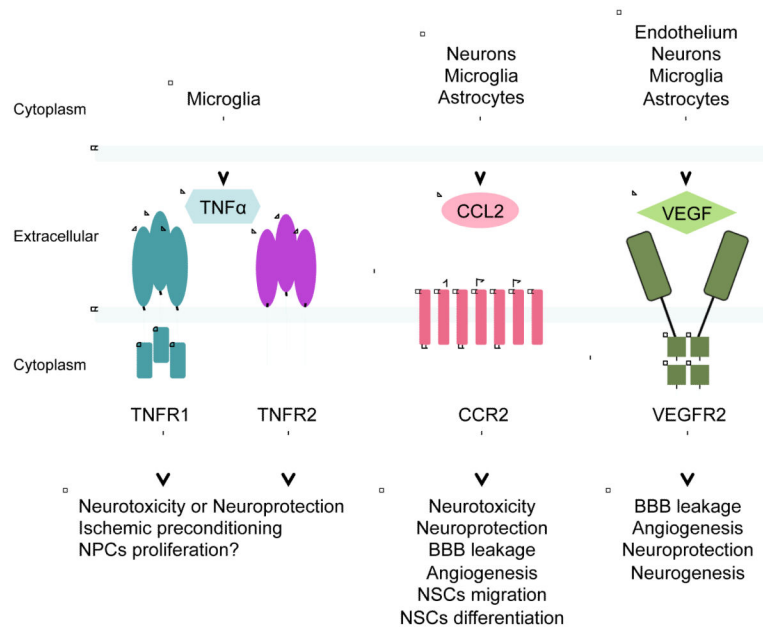 Microglia
Neurons
Microglia
Astrocytes
Endothelium
Neurons
Microglia
Astrocytes
Cytoplasm
TNFα
CCL2
VEGF
Extracellular
Cytoplasm
TNFR1
TNFR2
CCR2
VEGFR2
Neurotoxicity or Neuroprotection
Ischemic preconditioning
NPCs proliferation?
Neurotoxicity
Neuroprotection
BBB leakage
Angiogenesis
NSCs migration
NSCs differentiation
BBB leakage
Angiogenesis
Neuroprotection
Neurogenesis